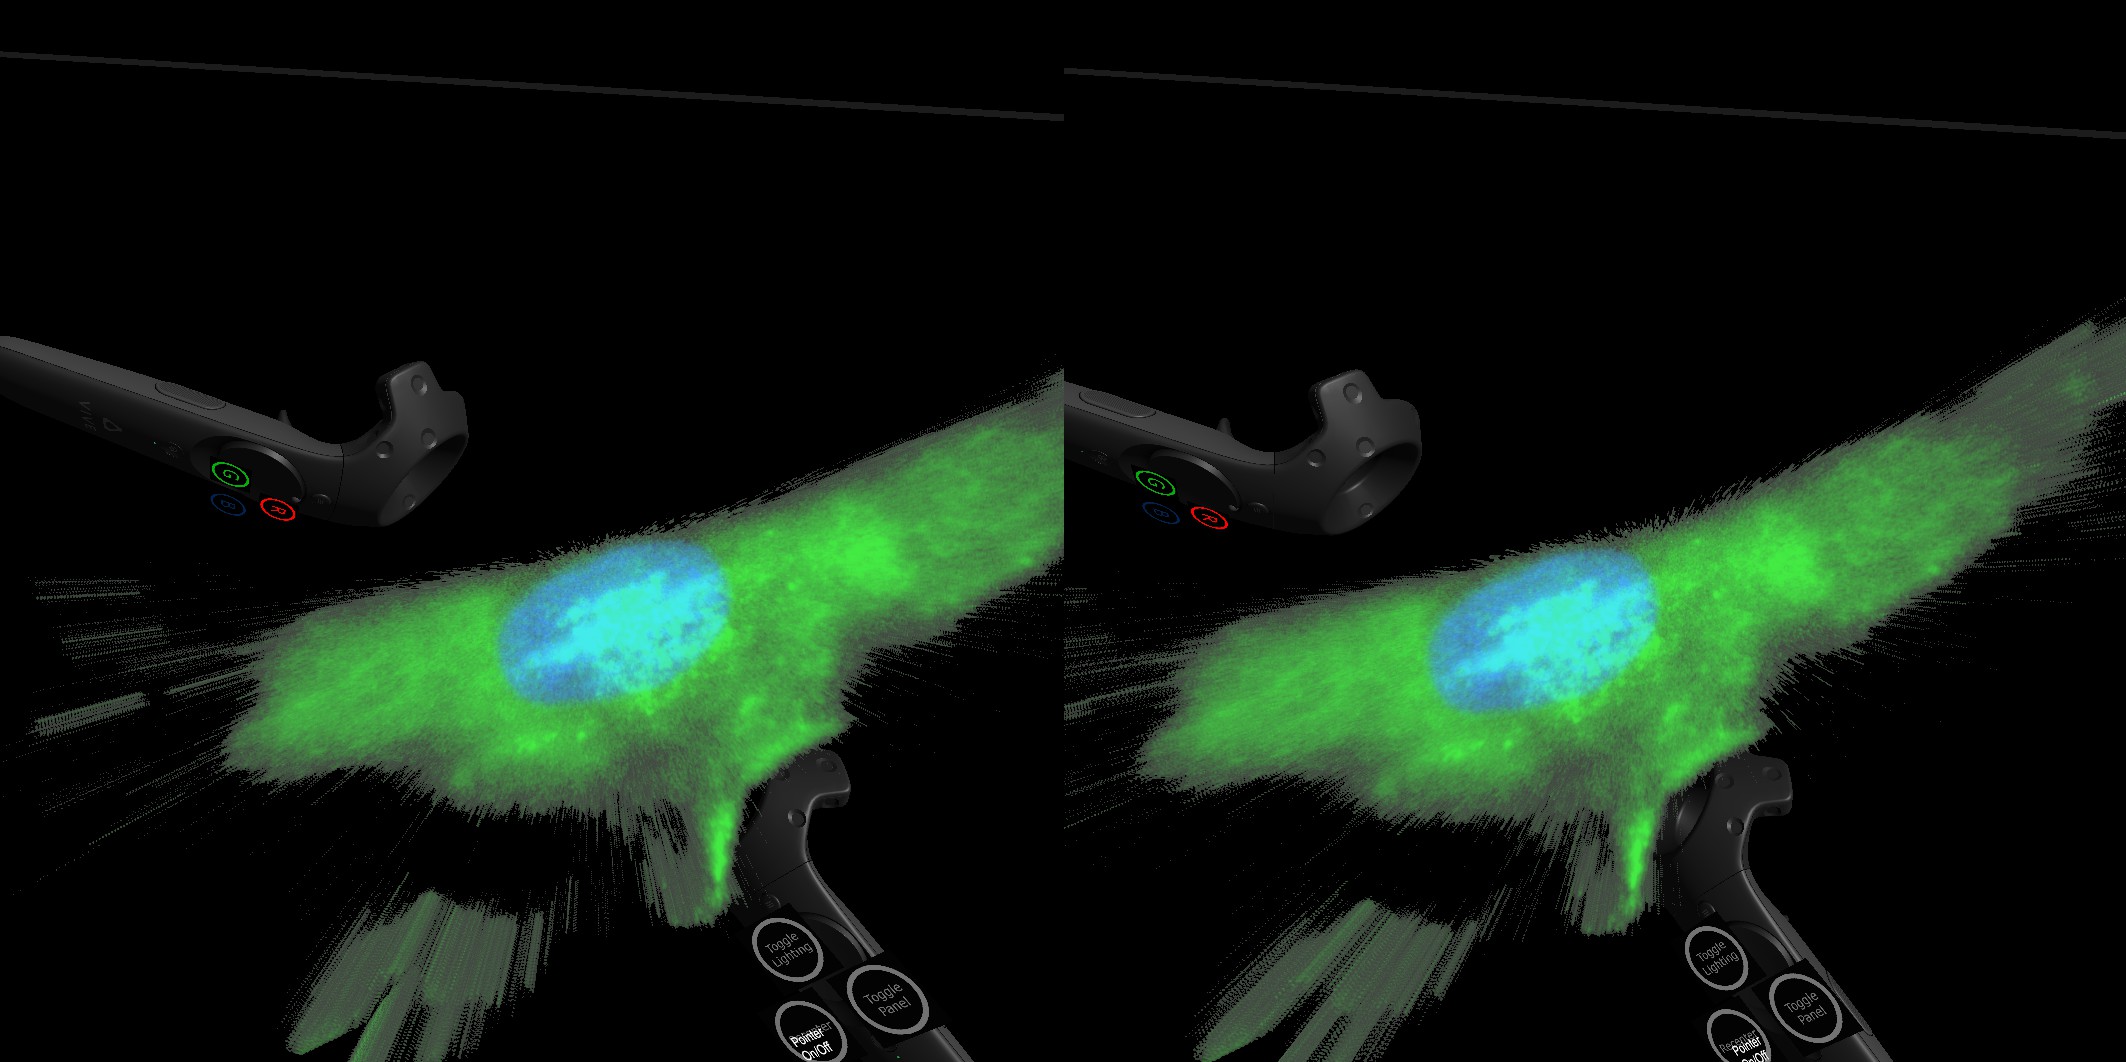 VIVE
G
B
R
Toggle
Lighting
Toggle
Panel
Pointer
On/Off
G
B
R
Toggle
Lighting
Toggle
Panel
Pointer
On/Off